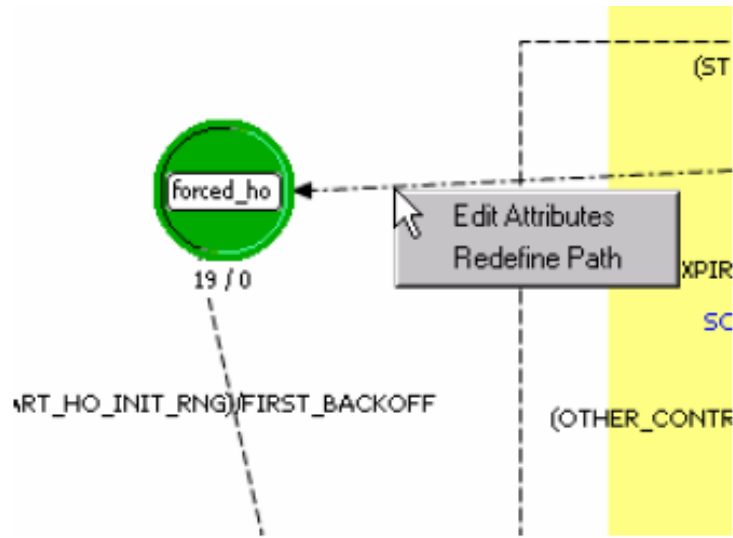 (ST
forced_ho
Edit Attributes
Redefine Path
XPIR
19 / 0
SC
ART_HO_INIT_RNG)/FIRST_BACKOFF
(OTHER_CONTR